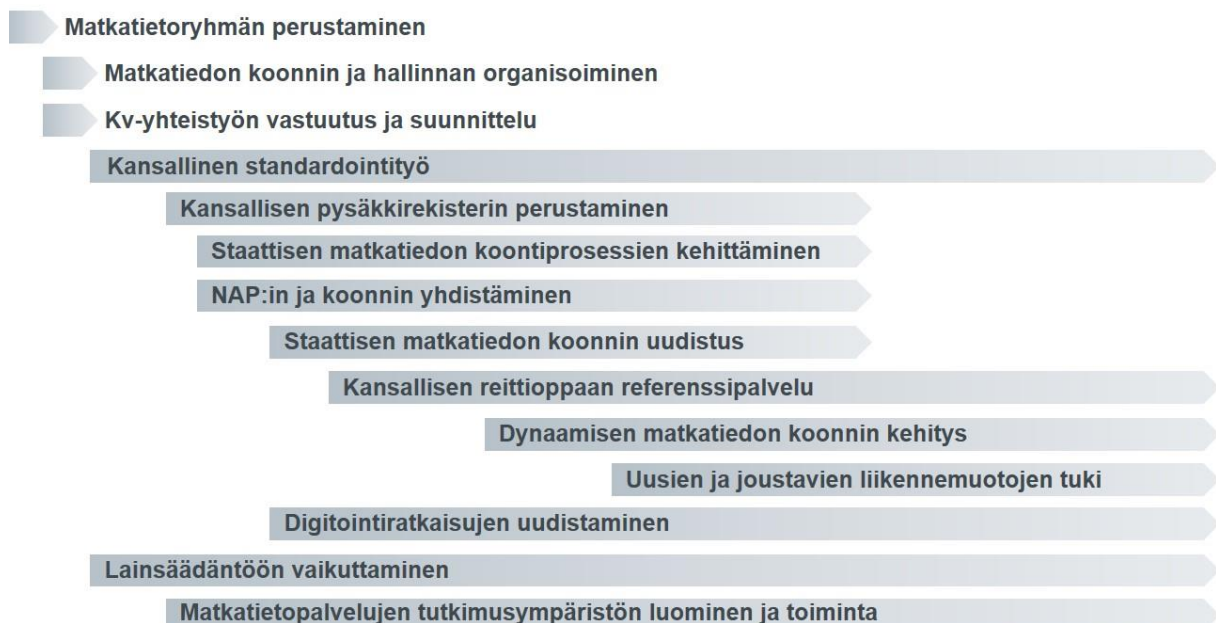 Matkatietoryhmän perustaminen
Matkatiedon koonnin ja hallinnan organisoiminen
Kv-yhteistyön vastuutus ja suunnittelu
Kansallinen standardointityö
Kansallisen pysäkkirekisterin perustaminen
Staattisen matkatiedon koontiprosessien kehittäminen
NAP:in ja koonnin yhdistäminen
Staattisen matkatiedon koonnin uudistus
Kansallisen reittioppaan referenssipalvelu
Dynaamisen matkatiedon koonnin kehitys
Uusien ja joustavien liikennemuotojen tuki
Digitointiratkaisujen uudistaminen
Lainsäädäntöön vaikuttaminen
Matkatietopalvelujen tutkimusympäristön luominen ja toiminta